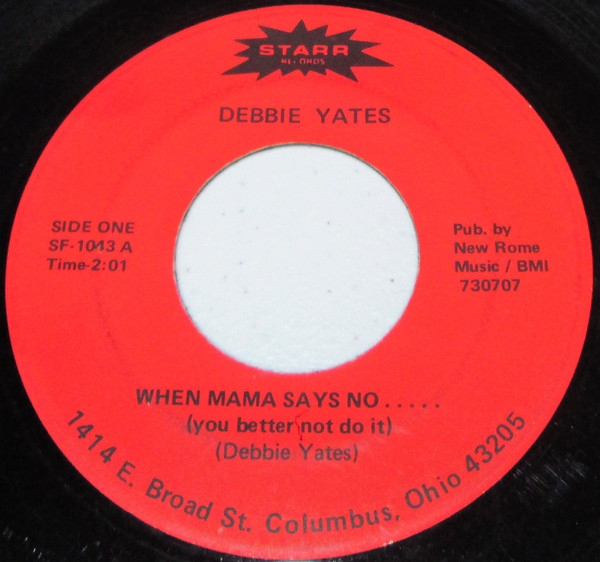 STARR
RECORDS
DEBBIE YATES
SIDE ONE
SF-1043 A
Time-2:01
Pub. by
New Rome
Music / BMI
730707
WHEN MAMA SAYS NO.....
(you better not do it)
(Debbie Yates)
1414 E. Broad St. Columbus, Ohio 43205